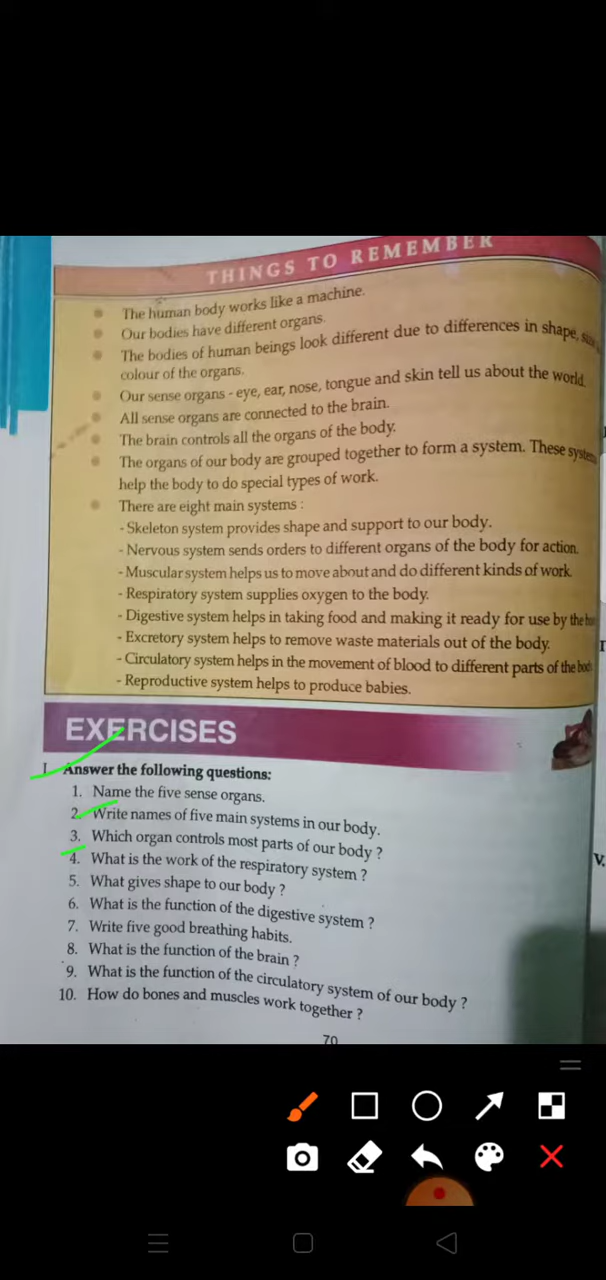 THINGS TO REMEMBER
The human body works like a machine.
Our bodies have different organs.
The bodies of human beings look different due to differences in shape,
colour of the organs.
Our sense organs - eye, ear, nose, tongue and skin tell us about the world.
All sense organs are connected to the brain.
The brain controls all the organs of the body.
The organs of our body are grouped together to form a system. These system
help the body to do special types of work.
There are eight main systems :
- Skeleton system provides shape and support to our body.
- Nervous system sends orders to different organs of the body for action.
- Muscular system helps us to move about and do different kinds of work.
- Respiratory system supplies oxygen to the body.
- Digestive system helps in taking food and making it ready for use by the
- Excretory system helps to remove waste materials out of the body.
- Circulatory system helps in the movement of blood to different parts of the body
- Reproductive system helps to produce babies.
EXERCISES
I. Answer the following questions:
1. Name the five sense organs.
2. Write names of five main systems in our body.
3. Which organ controls most parts of our body ?
4. What is the work of the respiratory system ?
5. What gives shape to our body ?
6. What is the function of the digestive system ?
7. Write five good breathing habits.
8. What is the function of the brain ?
9. What is the function of the circulatory system of our body ?
10. How do bones and muscles work together ?
70
V.